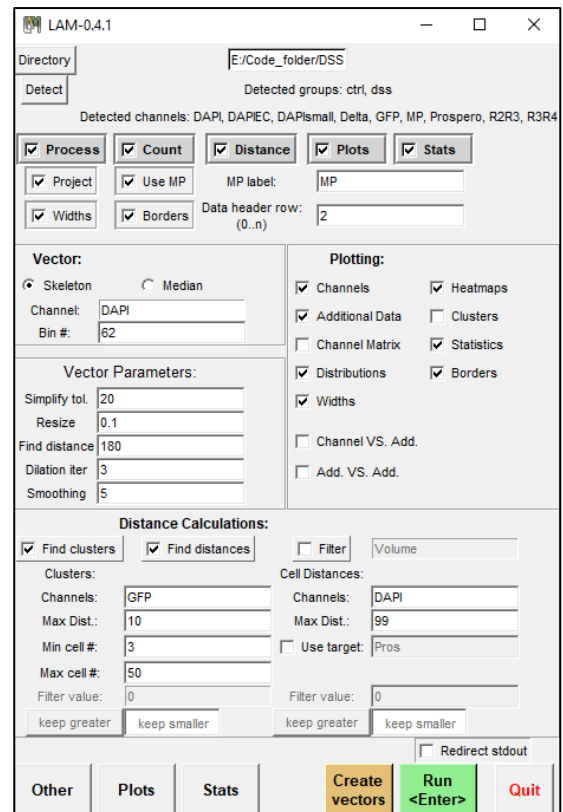 LAM-0.4.1
Directory E:/Code_folder/DSS
Detect Detected groups: ctrl, dss
Detected channels: DAPI, DAPIEC, DAPIsmall, Delta, GFP, MP, Prospero, R2R3, R3R4
Process Count Distance Plots Stats
Project Use MP MP label: MP
Widths Borders Data header row: 2
(0..n)
Vector:
Skeleton Median
Channel: DAPI
Bin #: 62
Vector Parameters:
Simplify tol. 20
Resize 0.1
Find distance 180
Dilation iter 3
Smoothing 5
Plotting:
Channels Heatmaps
Additional Data Clusters
Channel Matrix Statistics
Distributions Borders
Widths
Channel VS. Add.
Add. VS. Add.
Distance Calculations:
Find clusters Find distances Filter Volume
Clusters:
Channels: GFP
Max Dist.: 10
Min cell #: 3
Max cell #: 50
Filter value: 0
keep greater keep smaller
Cell Distances:
Channels: DAPI
Max Dist.: 99
Use target: Pros
Filter value: 0
keep greater keep smaller
Redirect stdout
Other Plots Stats Create vectors Run <Enter> Quit